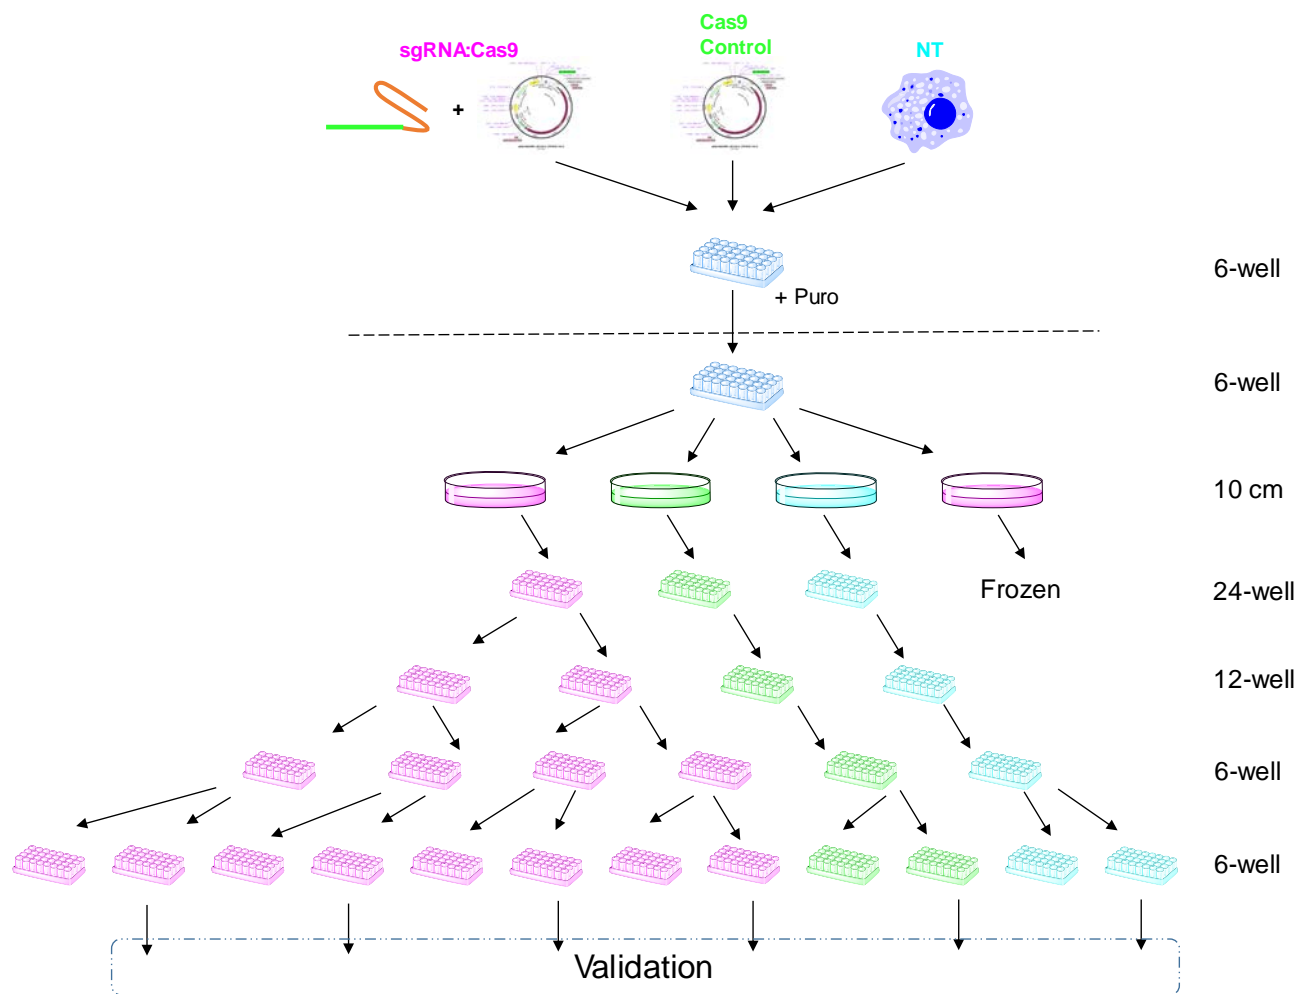 Cas9
Control
sgRNA:Cas9
NT
+
6-well
+ Puro
6-well
10 cm
Frozen
24-well
12-well
6-well
6-well
Validation